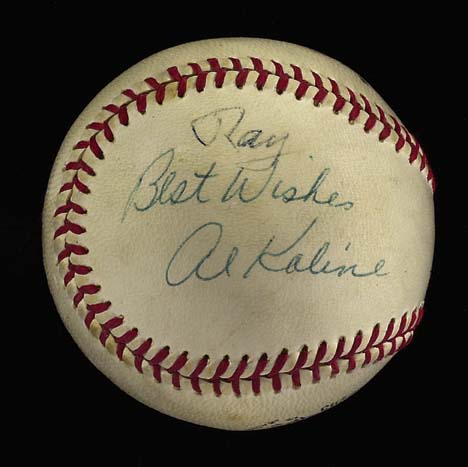 Ray
Best Wishes
Al Kaline